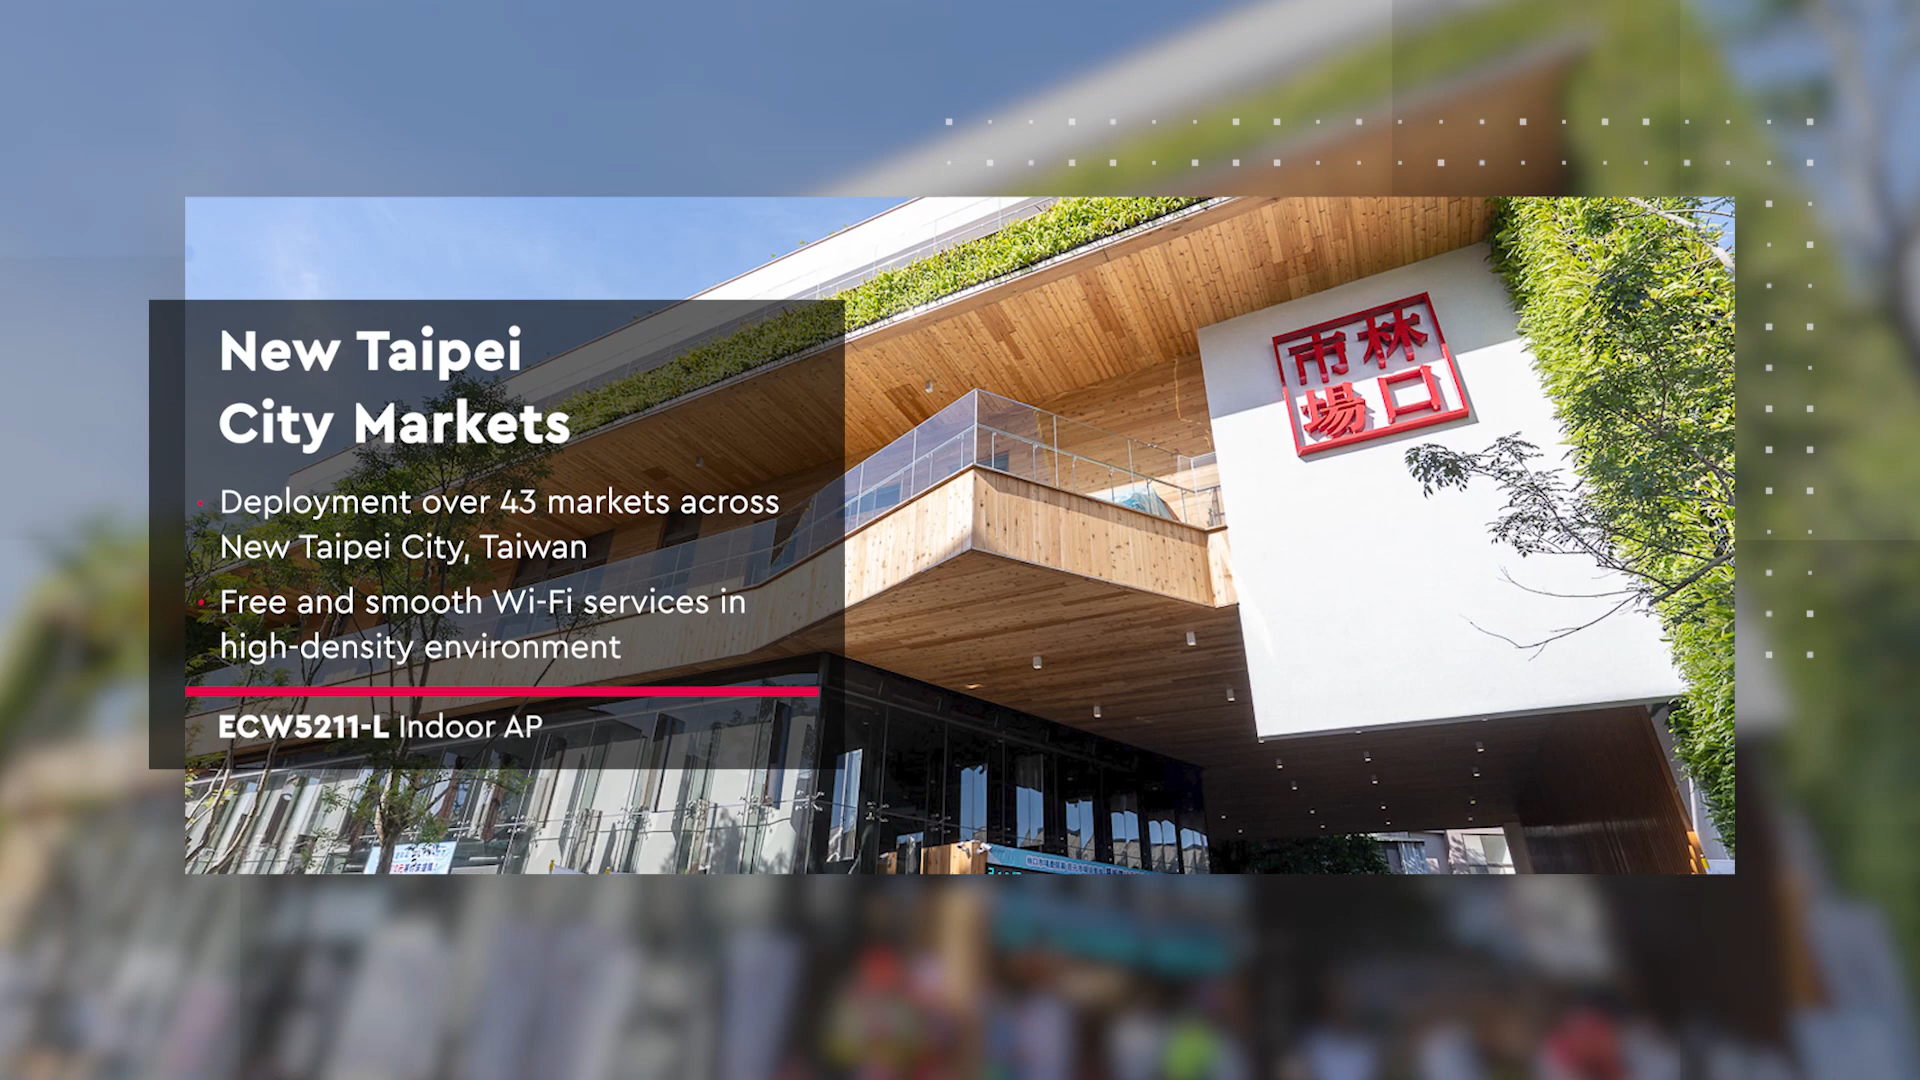 New Taipei
City Markets
Deployment over 43 markets across
New Taipei City, Taiwan
Free and smooth Wi-Fi services in
high-density environment
ECW5211-L Indoor AP
林口
市場